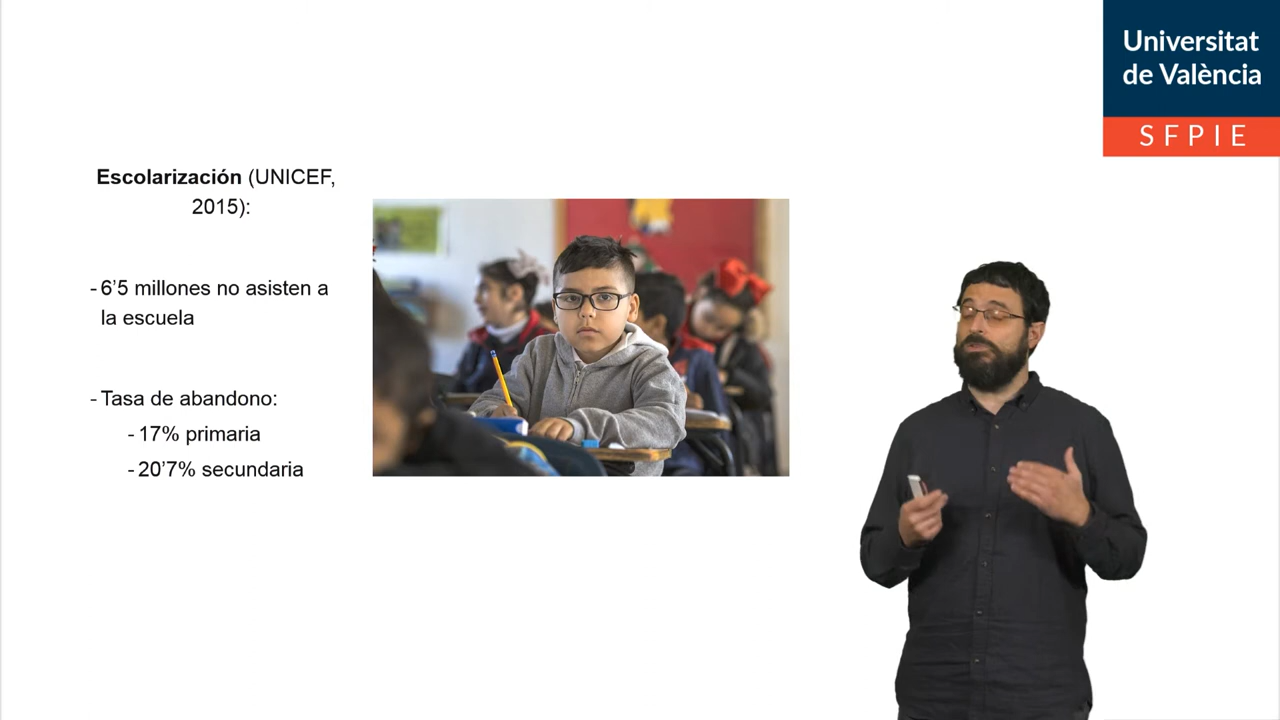 Universitat
de València
SFPIE
Escolarización (UNICEF,
2015):
- 6'5 millones no asisten a
la escuela
- Tasa de abandono:
- 17% primaria
- 20'7% secundaria